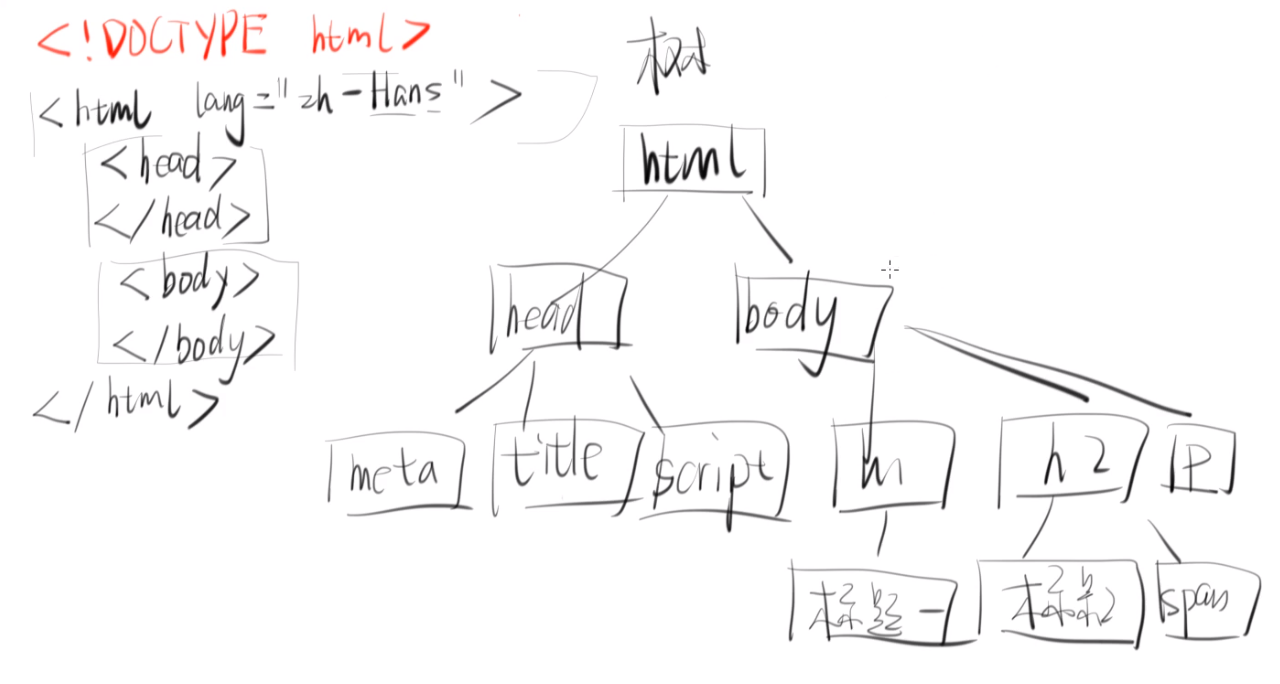 <!DOCTYPE html>
<html lang="zh-Hans">
<head>
</head>
<body>
</body>
</html>
树
html
head
body
meta
title
script
h1
h2
P
标题一
标题2
span